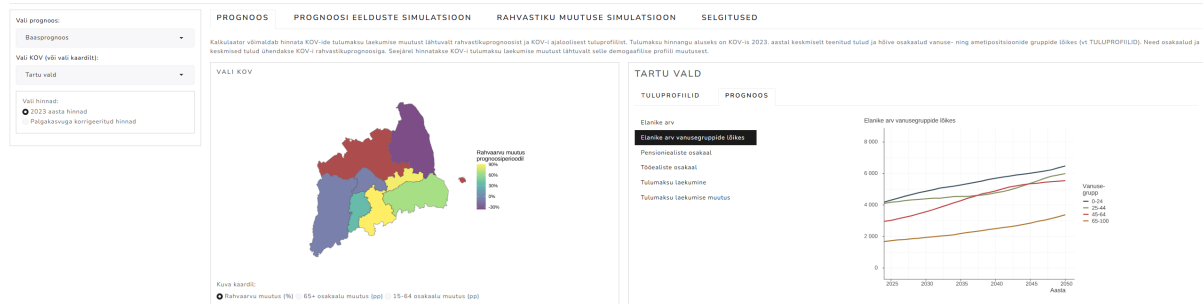 Vali prognoos:
Baasprognoos
Vali KOV (või vali kaardilt):
Tartu vald
Vali hinnad:
2023 aasta hinnad
Palgakasvuga korrigeeritud hinnad
PROGNOOS
PROGNOOSI EELDUSTE SIMULATSIOON
RAHVASTIKU MUUTUSE SIMULATSIOON
SELGITUSED
Kalkulaator võimaldab hinnata KOV-ide tulumaksu laekumise muutust lähtuvalt rahvastikuprognoosist ja KOV-i ajaloolisest tuluprofiilist. Tulumaksu hinnangu aluseks on KOV-is 2023. aastal keskmiselt teenitud tulud ja hõive osakaalud vanuse- ning ametipositsioonide gruppide lõikes (vt TULUPROFIILID). Need osakaalud ja
keskmised tulud ühendakse KOV-i rahvastikuprognoosiga. Seejärel hinnatakse KOV-i tulumaksu laekumise muutust lähtuvalt selle demograafilise profiili muutusest.
VALI KOV
Rahvaarvu muutus
prognoosiperioodil
90%
60%
30%
0%
-30%
Kuva kaardil:
Rahvaarvu muutus (%)
65+ osakaalu muutus (pp)
15-64 osakaalu muutus (pp)
TARTU VALD
TULUPROFIILID
PROGNOOS
Elanike arv
Elanike arv vanusegruppide lõikes
Pensioniealiste osakaal
Tööealiste osakaal
Tulumaksu laekumine
Tulumaksu laekumise muutus
Elanike arv vanusegruppide lõikes
8 000
6 000
4 000
2 000
0
2025
2030
2035
2040
2045
2050
Aasta
Vanuse-
grupp
0-24
25-44
45-64
65-100